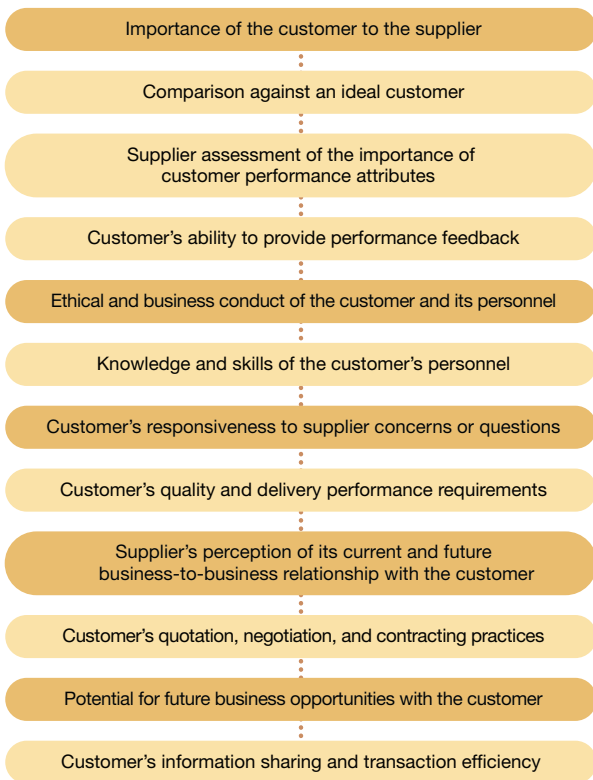 Importance of the customer to the supplier
Comparison against an ideal customer
Supplier assessment of the importance of
customer performance attributes
Customer’s ability to provide performance feedback
Ethical and business conduct of the customer and its personnel
Knowledge and skills of the customer’s personnel
Customer’s responsiveness to supplier concerns or questions
Customer’s quality and delivery performance requirements
Supplier’s perception of its current and future
business-to-business relationship with the customer
Customer’s quotation, negotiation, and contracting practices
Potential for future business opportunities with the customer
Customer’s information sharing and transaction efficiency